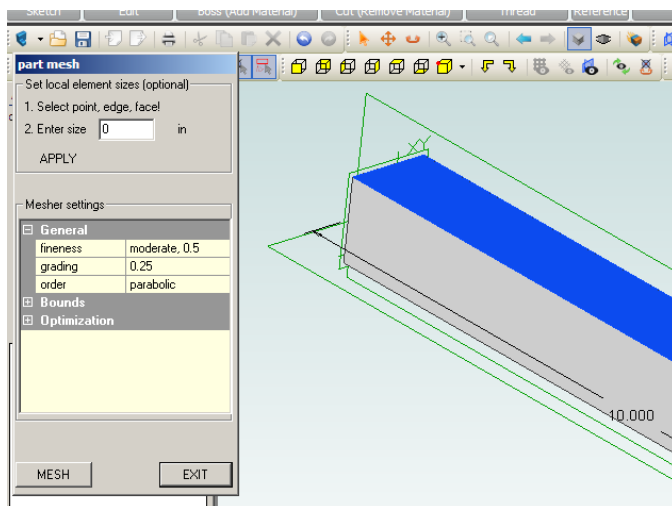 Sketch Edit Boss (Add Material) Cut (Remove Material) Thread Reference
part mesh
Set local element sizes (optional)
1. Select point, edge, face!
2. Enter size 0 in
APPLY
Mesher settings
General
fineness moderate, 0.5
grading 0.25
order parabolic
Bounds
Optimization
MESH EXIT
XY
10.000